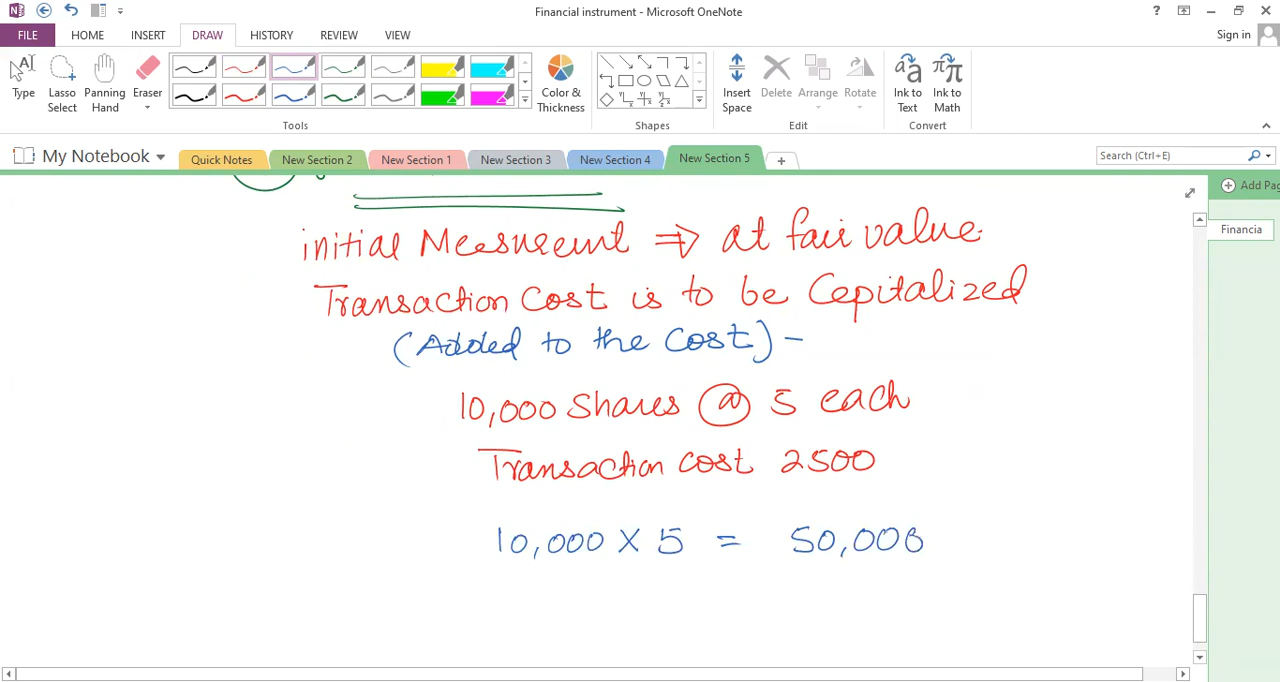 Financial instrument - Microsoft OneNote
?
FILE HOME INSERT DRAW HISTORY REVIEW VIEW
Sign in
Type
Lasso Select
Panning Hand
Eraser
Color & Thickness
Insert Space
Delete
Arrange
Rotate
Ink to Text
Ink to Math
Tools
Shapes
Edit
Convert
My Notebook
Quick Notes New Section 2 New Section 1 New Section 3 New Section 4 New Section 5
Search (Ctrl+E)
Add Pag
Financia
initial Measurement ⇒ at fair value.
Transaction Cost is to be Cepitalized
(Added to the Cost) -
10,000 Shares @ 5 each
Transaction cost 2500
10,000 X 5 = 50,000